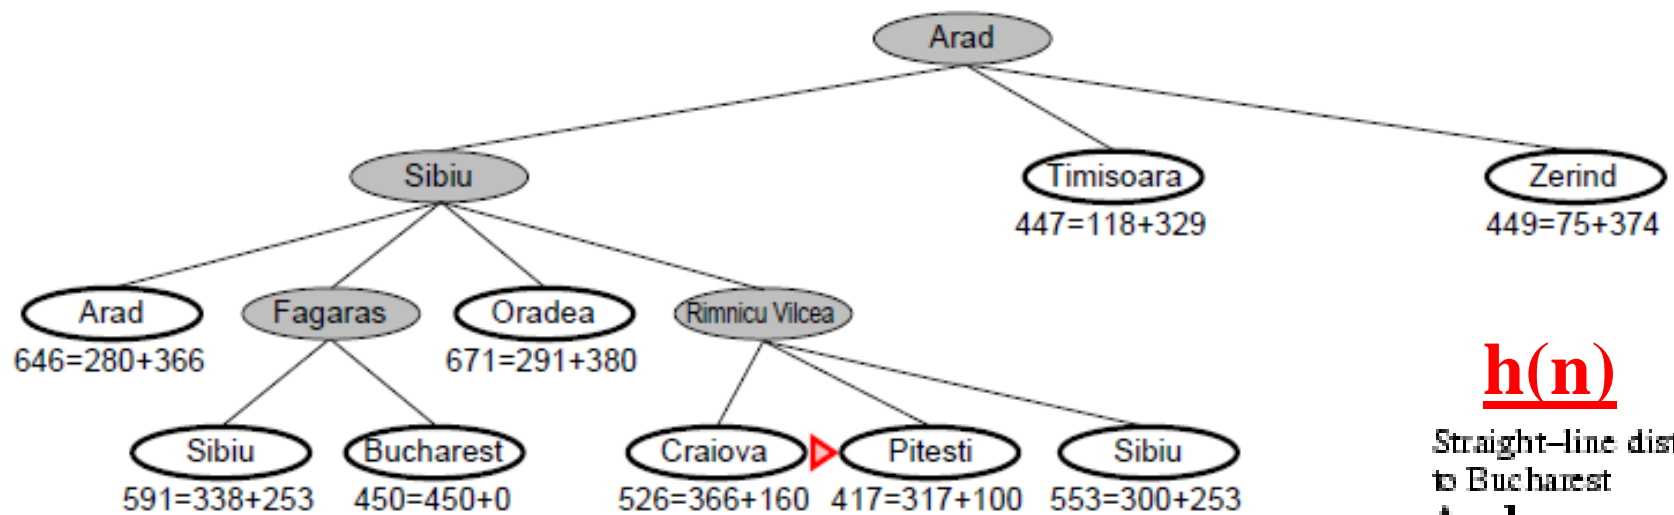 Arad
Sibiu Timisoara Zerind
447=118+329 449=75+374
Arad Fagaras Oradea Rimnicu Vilcea
646=280+366 671=291+380
h(n)
Sibiu Bucharest Craiova Pitesti Sibiu
Straight–line dist
to Bucharest
591=338+253 450=450+0 526=366+160 417=317+100 553=300+253